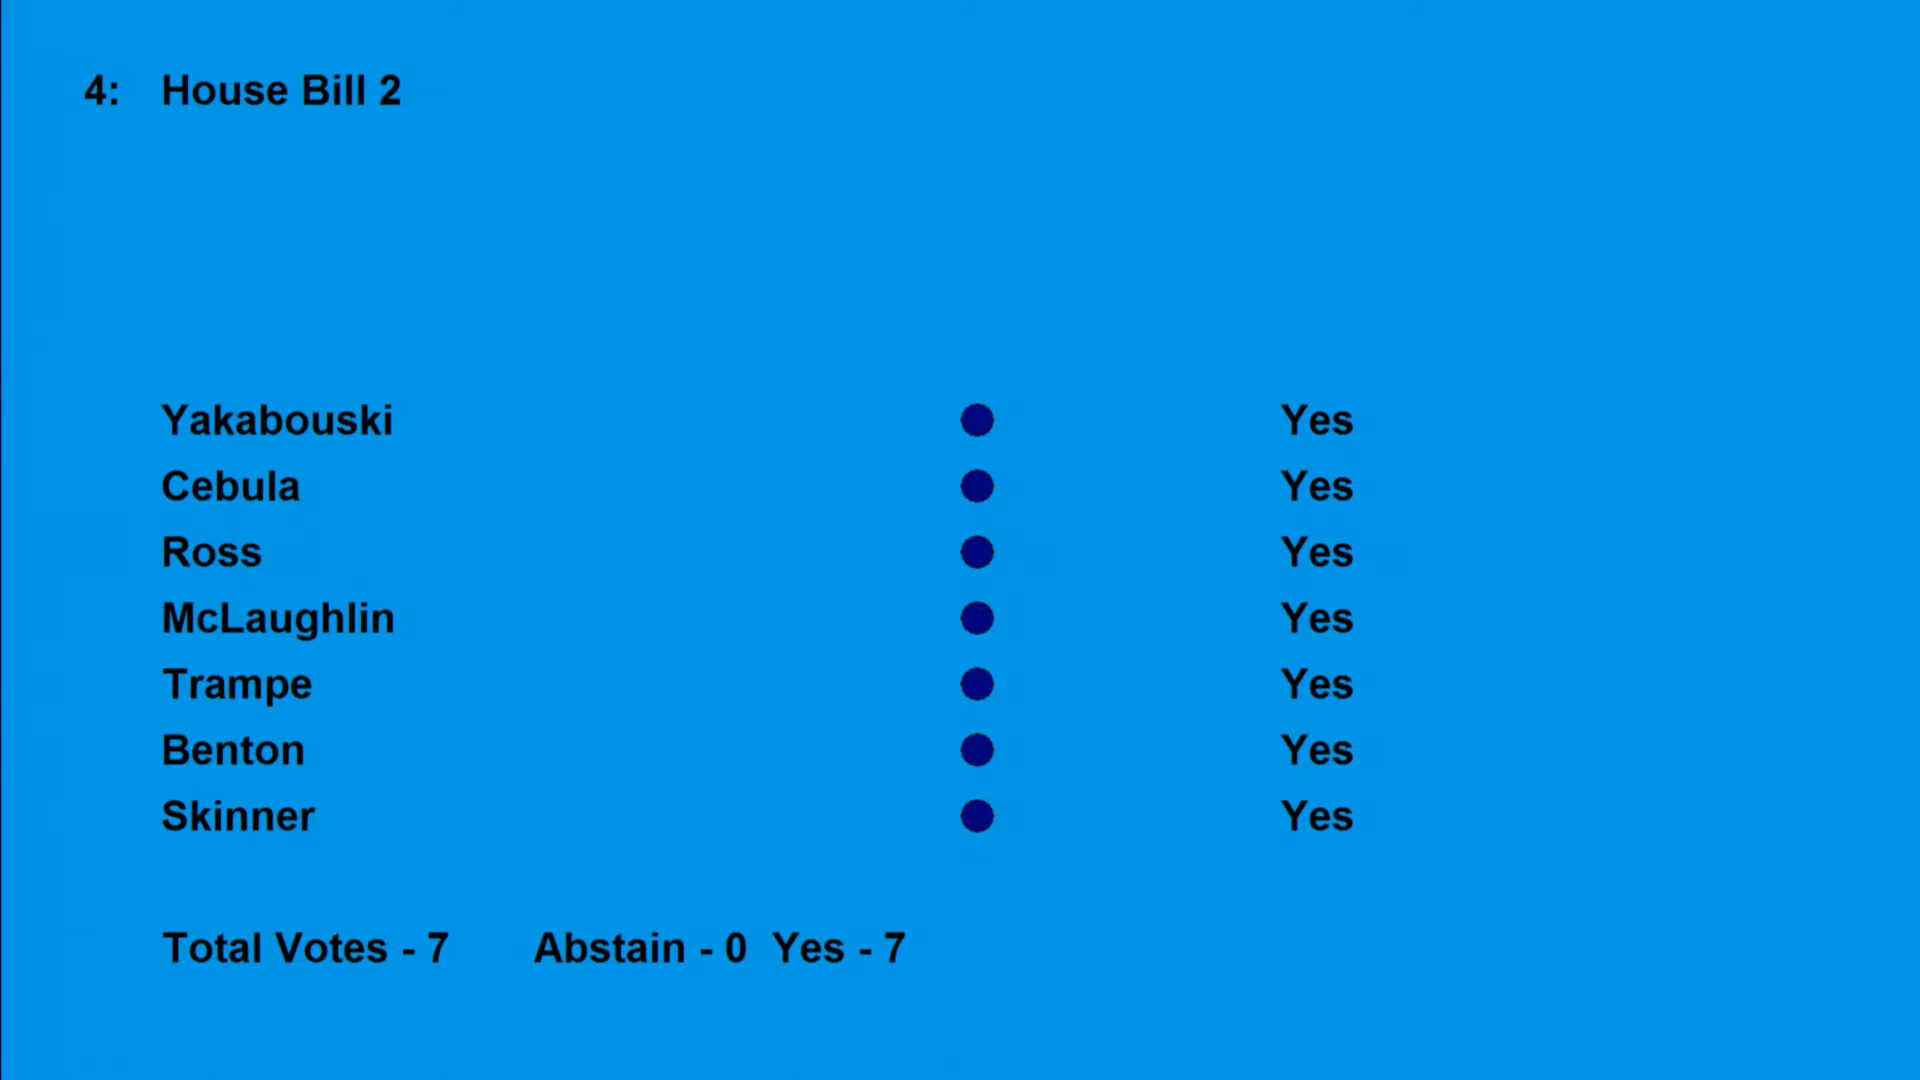 4: House Bill 2
Yakabouski Yes
Cebula Yes
Ross Yes
McLaughlin Yes
Trampe Yes
Benton Yes
Skinner Yes
Total Votes - 7 Abstain - 0 Yes - 7